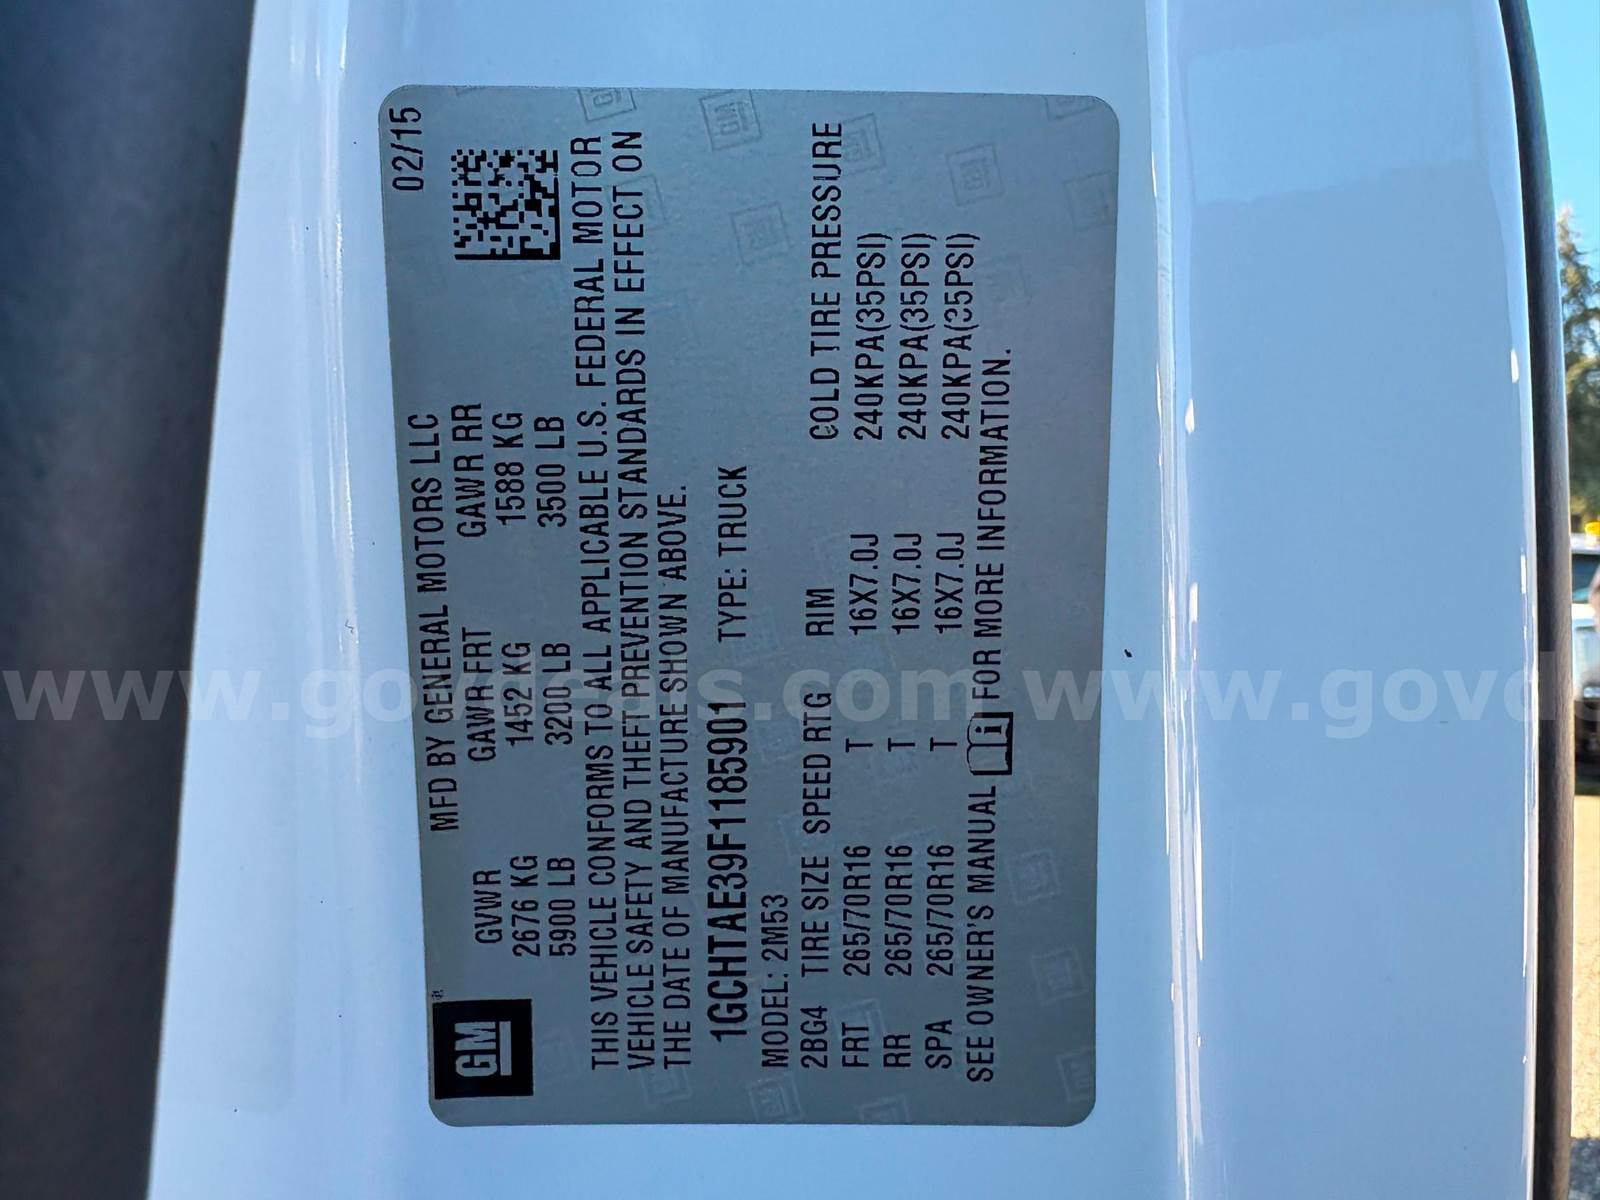 02/15
MFD BY GENERAL MOTORS LLC
GM
GVWR GAWR FRT GAWR RR
2676 KG 1452 KG 1588 KG
5900 LB 3200 LB 3500 LB
THIS VEHICLE CONFORMS TO ALL APPLICABLE U.S. FEDERAL MOTOR
VEHICLE SAFETY AND THEFT PREVENTION STANDARDS IN EFFECT ON
THE DATE OF MANUFACTURE SHOWN ABOVE.
1GCHTAE39F1185901 TYPE: TRUCK
MODEL: 2M53
2BG4 TIRE SIZE SPEED RTG RIM COLD TIRE PRESSURE
FRT 265/70R16 T 16X7.0J 240KPA(35PSI)
RR 265/70R16 T 16X7.0J 240KPA(35PSI)
SPA 265/70R16 T 16X7.0J 240KPA(35PSI)
SEE OWNER'S MANUAL i FOR MORE INFORMATION.
www.govdeals.com www.govd